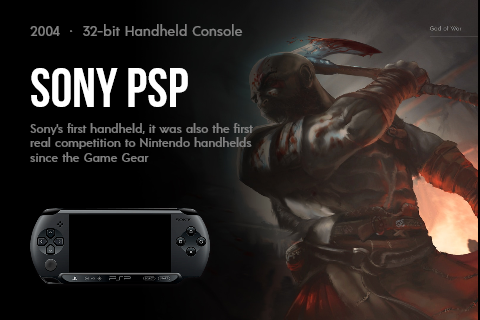 2004 · 32-bit Handheld Console
God of War
SONY PSP
Sony's first handheld, it was also the first
real competition to Nintendo handhelds
since the Game Gear
SONY
PSP